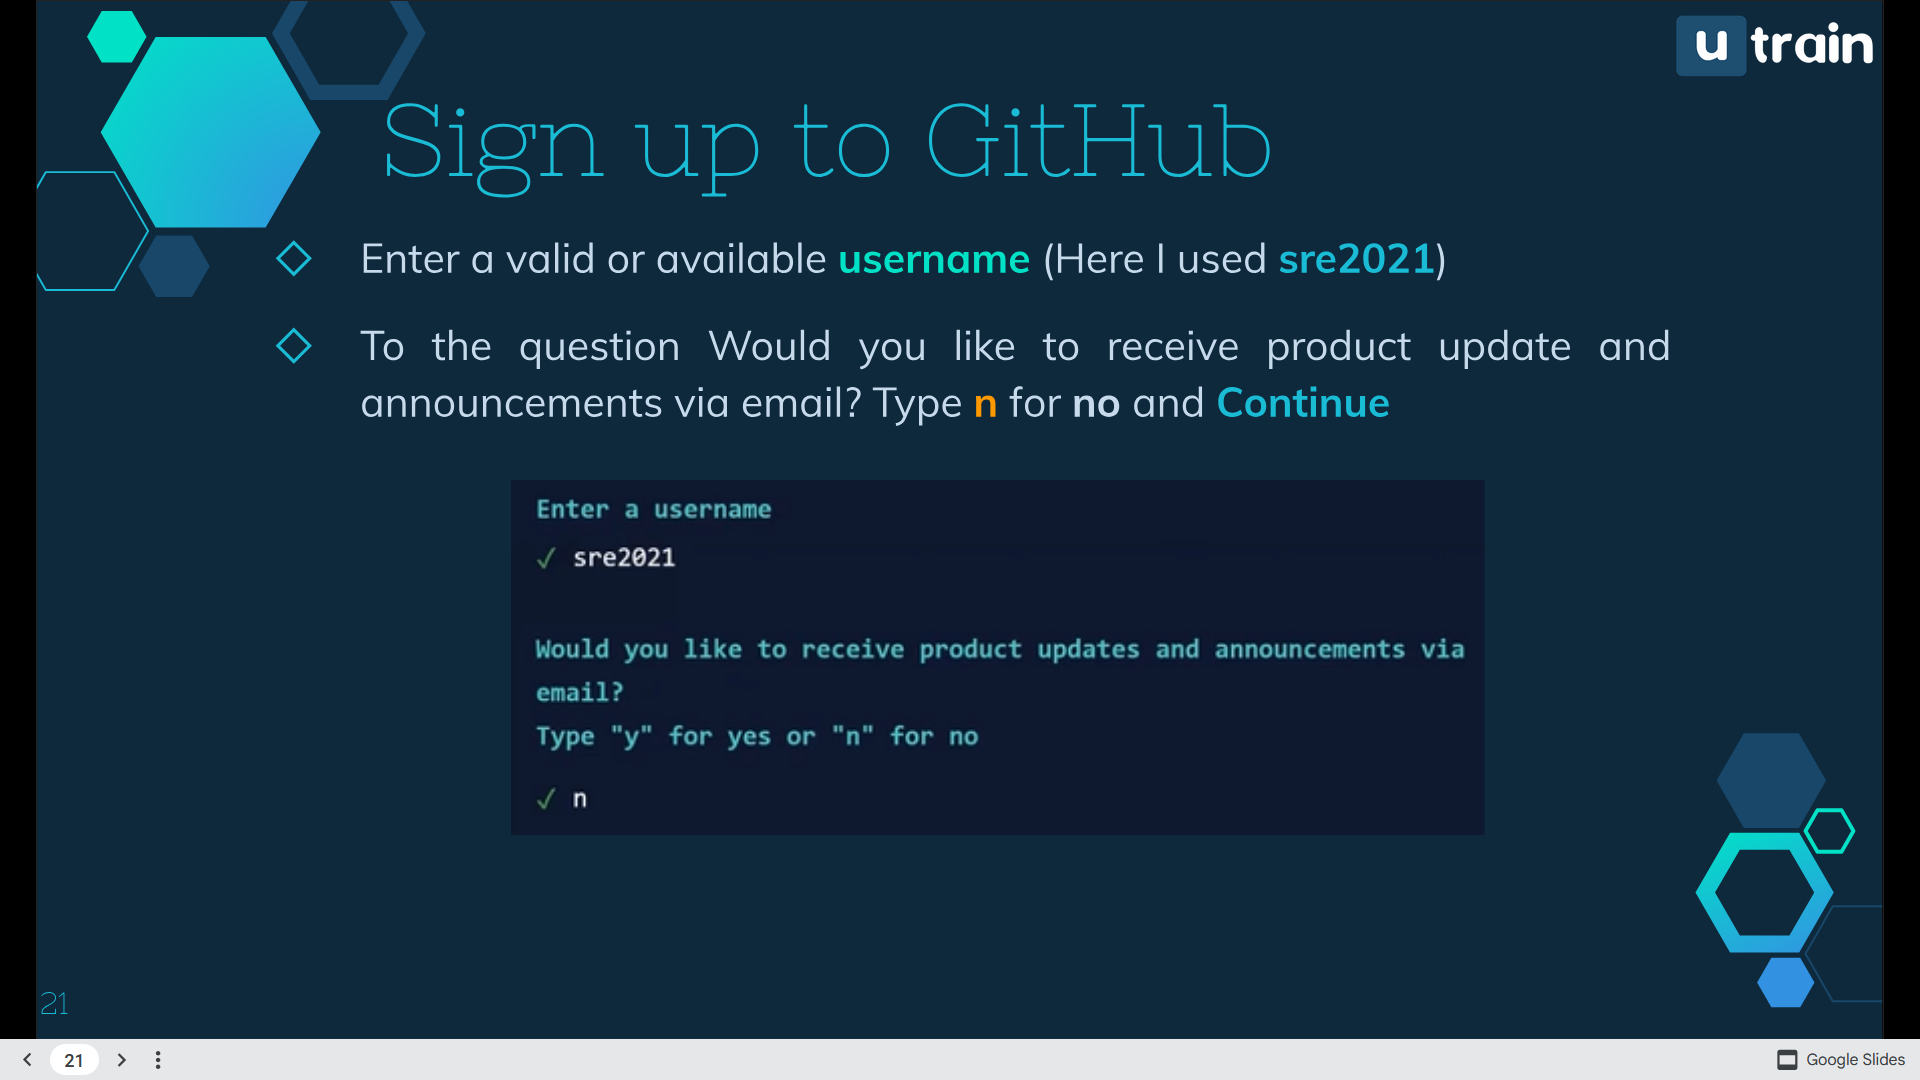 u train
Sign up to GitHub
Enter a valid or available username (Here I used sre2021)
To the question Would you like to receive product update and
announcements via email? Type n for no and Continue
Enter a username
✓ sre2021
Would you like to receive product updates and announcements via
email?
Type "y" for yes or "n" for no
✓ n
21
21
Google Slides